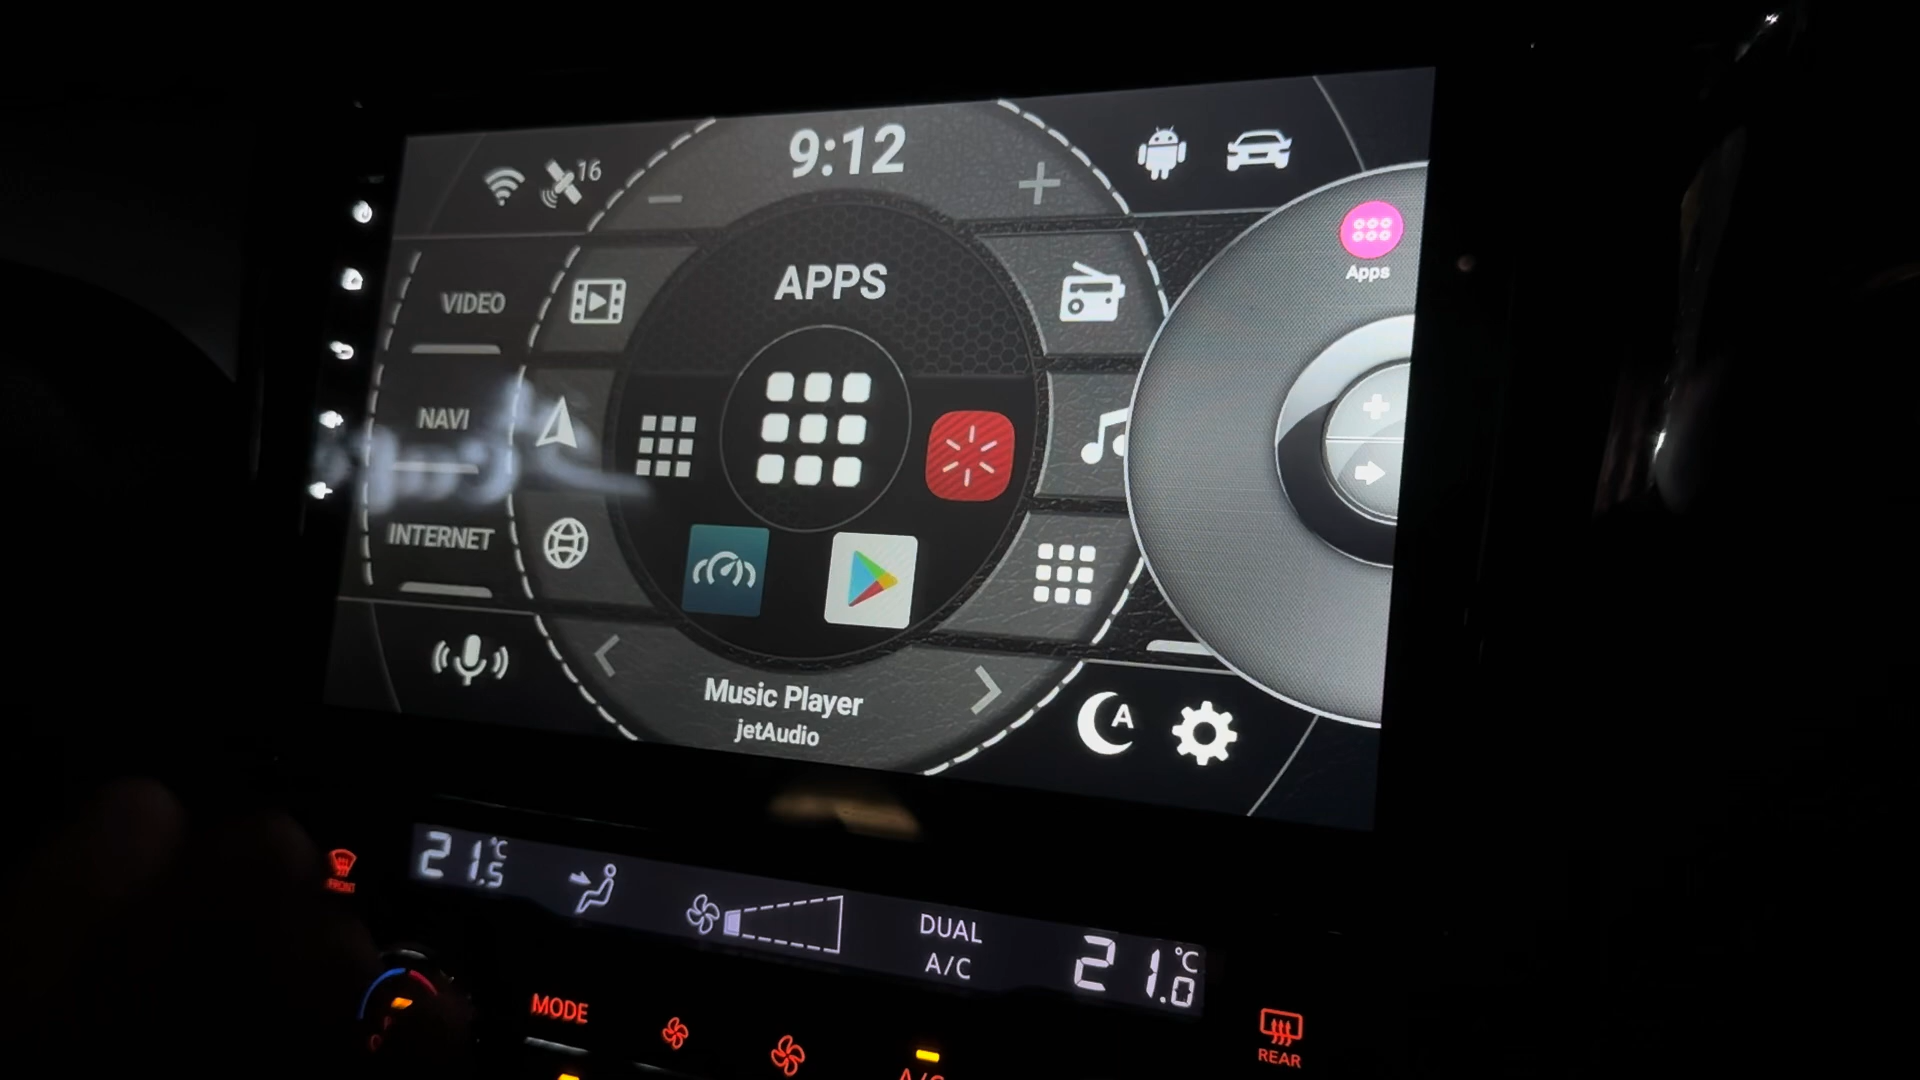 9:12
16
APPS
Apps
VIDEO
NAVI
INTERNET
Music Player
jetAudio
A
FRONT
21.5 °C
DUAL
A/C
21.0 °C
MODE
A/C
REAR